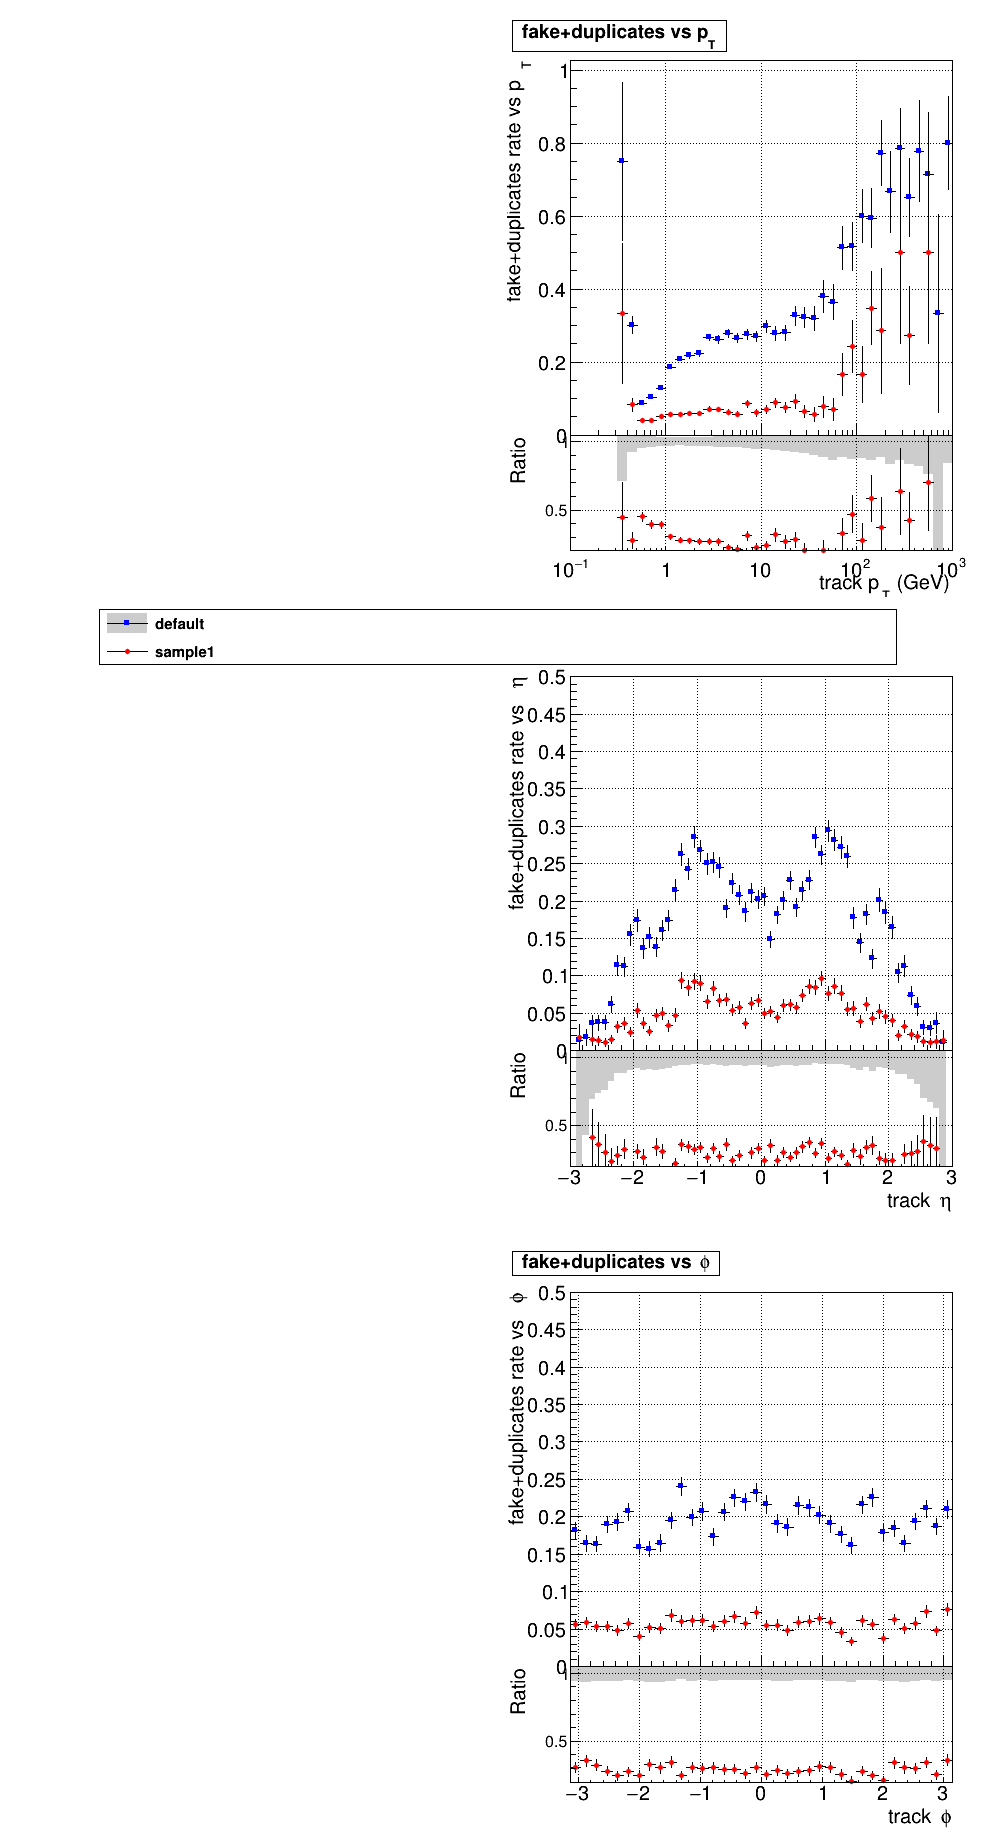 fake+duplicates vs p_T
fake+duplicates rate vs p_T
1
0.8
0.6
0.4
0.2
0
Ratio
1
0.5
10⁻¹ 1 10 10² 10³
track p_T (GeV)
default
sample1
fake+duplicates rate vs η
0.5
0.45
0.4
0.35
0.3
0.25
0.2
0.15
0.1
0.05
0
Ratio
1
0.5
−3 −2 −1 0 1 2 3
track η
fake+duplicates vs ϕ
fake+duplicates rate vs ϕ
0.5
0.45
0.4
0.35
0.3
0.25
0.2
0.15
0.1
0.05
0
Ratio
1
0.5
−3 −2 −1 0 1 2 3
track ϕ